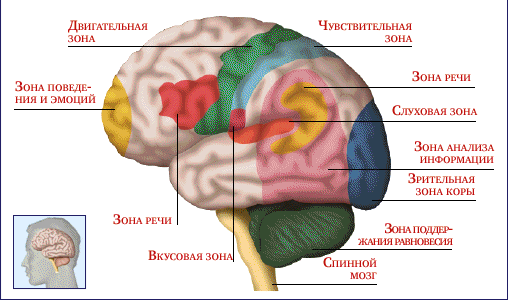 Двигательная
зона
Чувствительная
зона
Зона поведе-
ния и эмоций
Зона речи
Слуховая зона
Зона анализа
информации
Зрительная
зона коры
Зона речи
Вкусовая зона
Зона поддер-
жания равновесия
Спинной
мозг